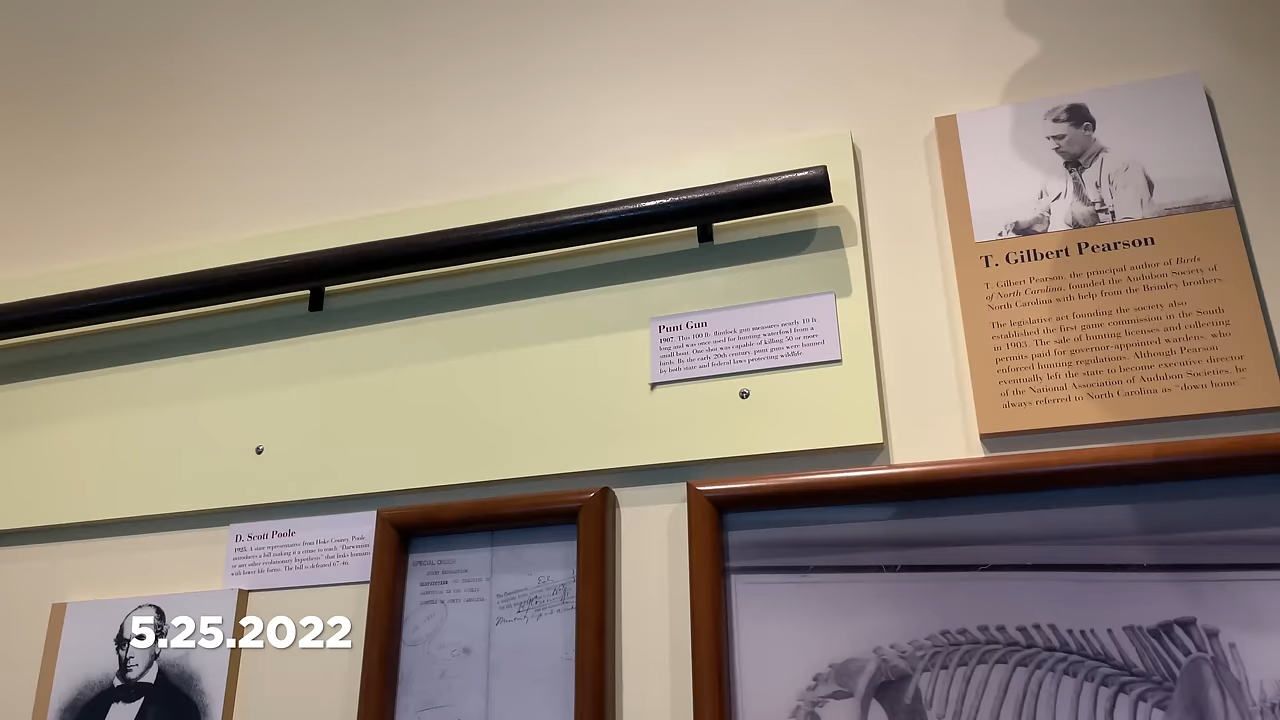 T. Gilbert Pearson
T. Gilbert Pearson, the principal author of Birds
of North Carolina, founded the Audubon Society of
North Carolina with help from the Brimley brothers.
The legislative act founding the society also
established the first game commission in the South
in 1903. The sale of hunting licenses and collecting
permits paid for governor-appointed wardens, who
enforced hunting regulations. Although Pearson
eventually left the state to become executive director
of the National Association of Audubon Societies, he
always referred to North Carolina as "down home."
Punt Gun
1907. This 100 lb. flintlock gun measures nearly 10 ft.
long and was once used for hunting waterfowl from a
small boat. One shot was capable of killing 50 or more
birds. By the early 20th century, punt guns were banned
by both state and federal laws protecting wildlife.
D. Scott Poole
1925. A state representative from Hoke County, Poole
introduces a bill making it a crime to teach "Darwinism
or any other evolutionary hypothesis" that links humans
with lower life forms. The bill is defeated 67-46.
SPECIAL ORDER
5.25.2022